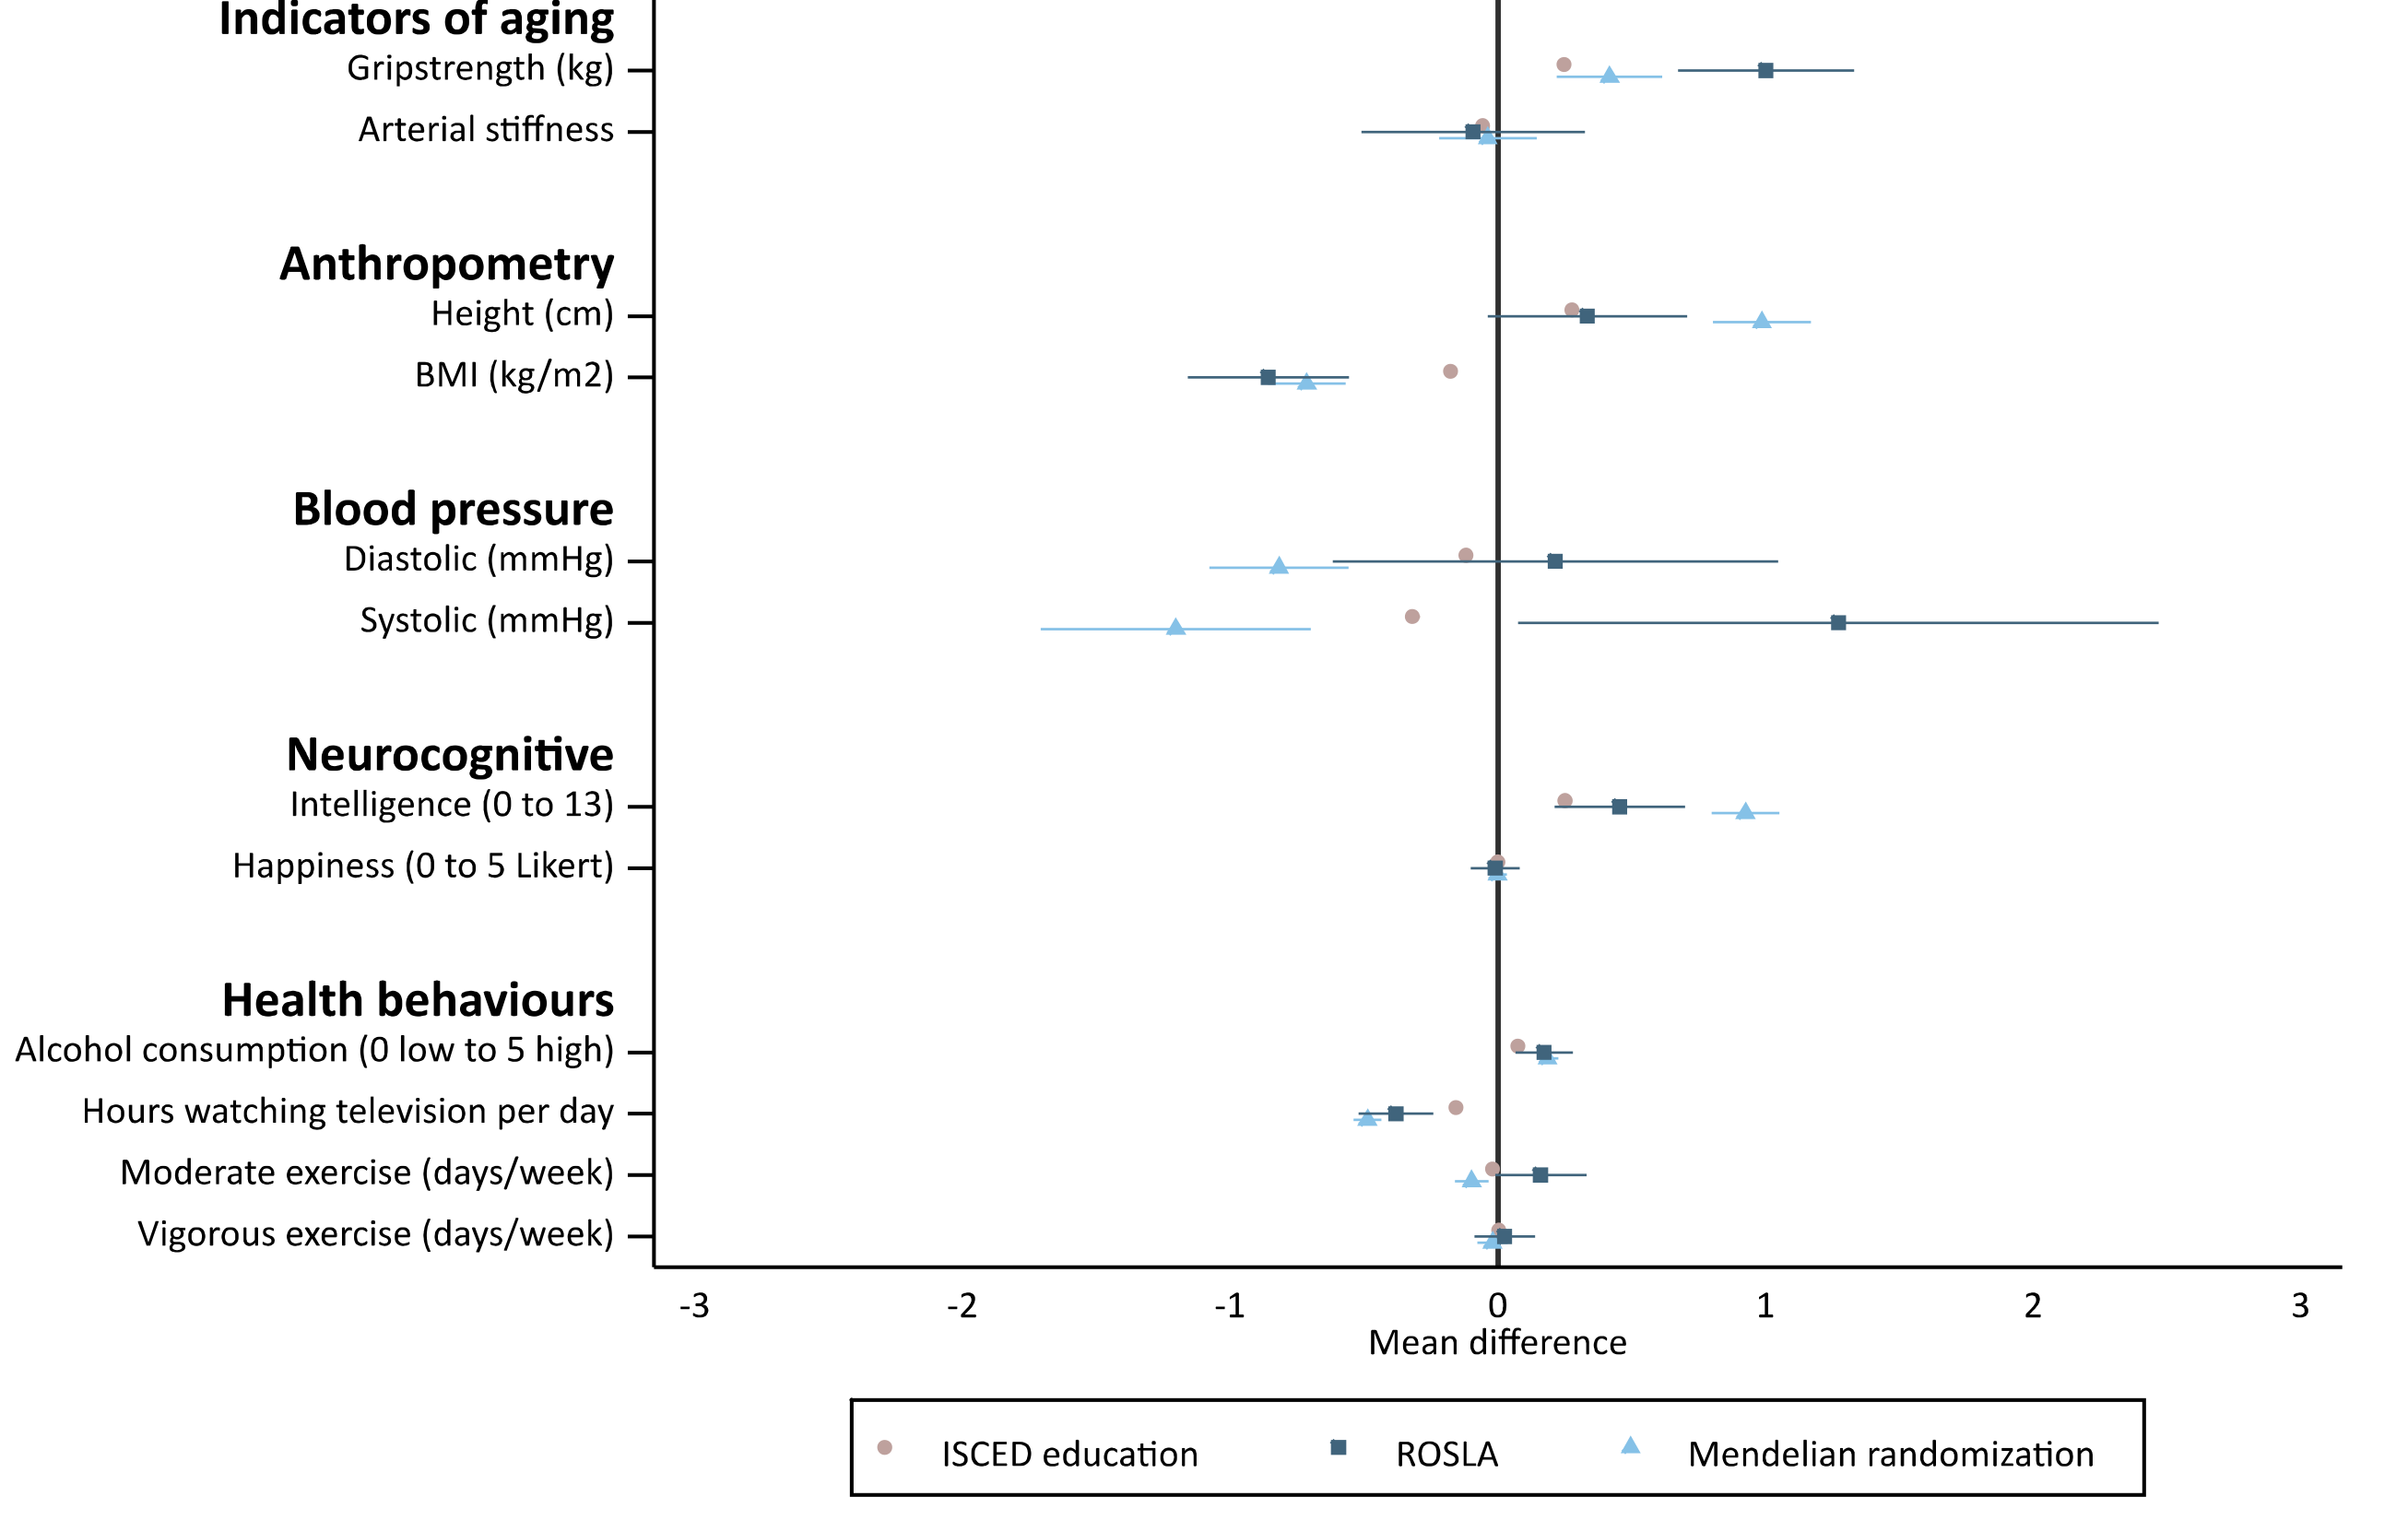 Indicators of aging
Gripstrength (kg)
Arterial stiffness
Anthropometry
Height (cm)
BMI (kg/m2)
Blood pressure
Diastolic (mmHg)
Systolic (mmHg)
Neurocognitive
Intelligence (0 to 13)
Happiness (0 to 5 Likert)
Health behaviours
Alcohol consumption (0 low to 5 high)
Hours watching television per day
Moderate exercise (days/week)
Vigorous exercise (days/week)
-3 -2 -1 0 1 2 3
Mean difference
ISCED education ROSLA Mendelian randomization